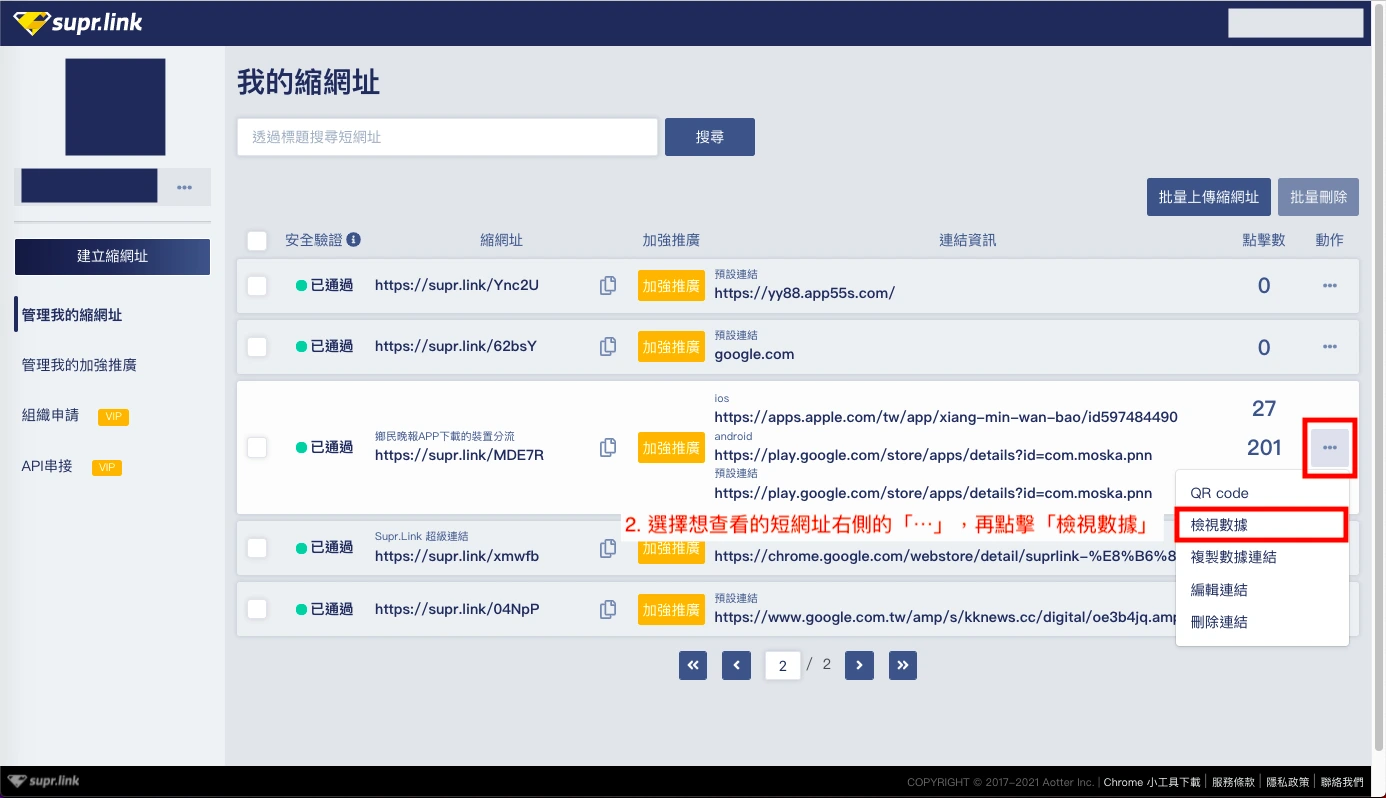 supr.link
我的縮網址
透過標題搜尋短網址
搜尋
批量上傳縮網址
批量刪除
建立縮網址
管理我的縮網址
管理我的加強推廣
組織申請 VIP
API串接 VIP
安全驗證 縮網址 加強推廣 連結資訊 點擊數 動作
已通過 https://supr.link/Ync2U 加強推廣 預設連結 0
https://yy88.app55s.com/
已通過 https://supr.link/62bsY 加強推廣 預設連結 0
google.com
ios
https://apps.apple.com/tw/app/xiang-min-wan-bao/id597484490 27
鄉民晚報APP下載的裝置分流 android
已通過 https://supr.link/MDE7R 加強推廣 https://play.google.com/store/apps/details?id=com.moska.pnn 201
預設連結
https://play.google.com/store/apps/details?id=com.moska.pnn
2. 選擇想查看的短網址右側的「⋯」，再點擊「檢視數據」
QR code
檢視數據
複製數據連結
編輯連結
刪除連結
Supr.Link 超級連結
已通過 https://supr.link/xmwfb 加強推廣 https://chrome.google.com/webstore/detail/suprlink-%E8%B6%8
已通過 https://supr.link/04NpP 加強推廣 預設連結
https://www.google.com.tw/amp/s/kknews.cc/digital/oe3b4jq.amp
« ‹ 2 / 2 › »
supr.link
COPYRIGHT © 2017-2021 Aotter Inc. | Chrome 小工具下載 | 服務條款 | 隱私政策 | 聯絡我們